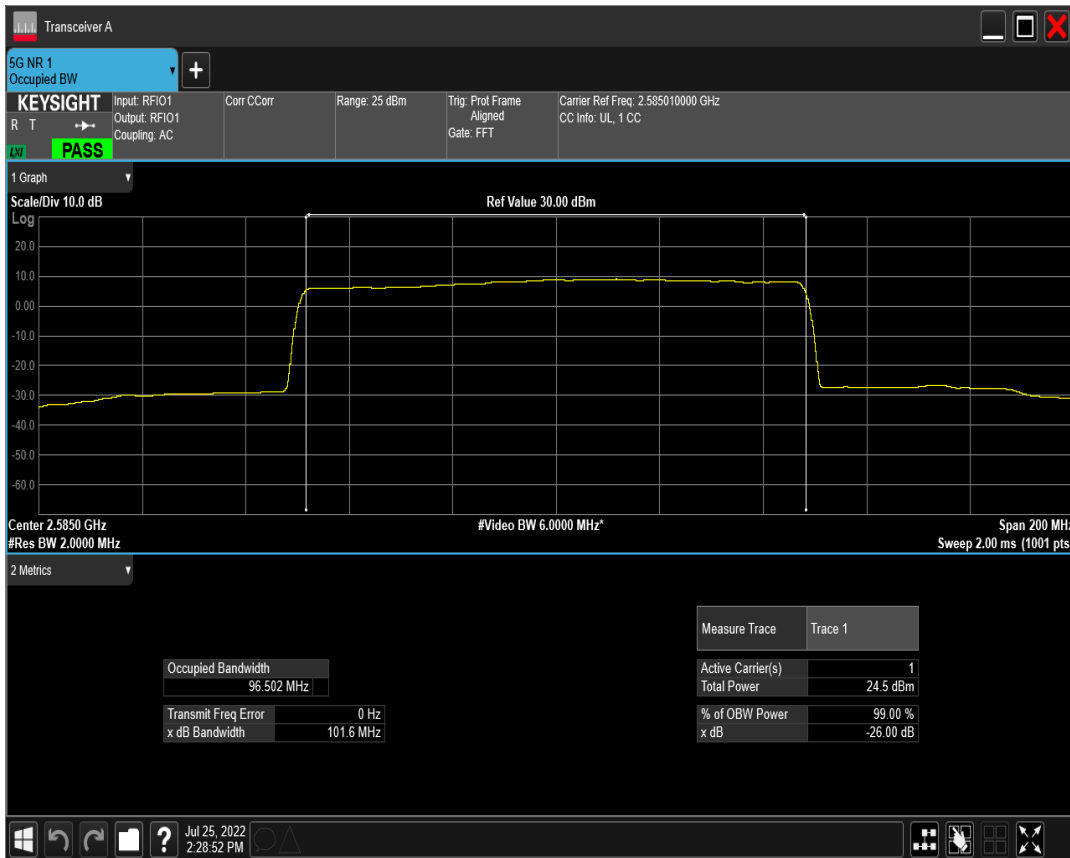 Transceiver A
5G NR 1
Occupied BW
+
KEYSIGHT
R T
LXI
PASS
Input: RFIO1
Output: RFIO1
Coupling: AC
Corr CCorr
Range: 25 dBm
Trig: Prot Frame
Aligned
Gate: FFT
Carrier Ref Freq: 2.585010000 GHz
CC Info: UL, 1 CC
1 Graph
Scale/Div 10.0 dB
Ref Value 30.00 dBm
Log
20.0
10.0
0.00
-10.0
-20.0
-30.0
-40.0
-50.0
-60.0
Center 2.5850 GHz
#Video BW 6.0000 MHz*
Span 200 MHz
#Res BW 2.0000 MHz
Sweep 2.00 ms (1001 pts
2 Metrics
Measure Trace Trace 1
Occupied Bandwidth
96.502 MHz
Active Carrier(s) 1
Total Power 24.5 dBm
Transmit Freq Error 0 Hz
x dB Bandwidth 101.6 MHz
% of OBW Power 99.00 %
x dB -26.00 dB
?
Jul 25, 2022
2:28:52 PM